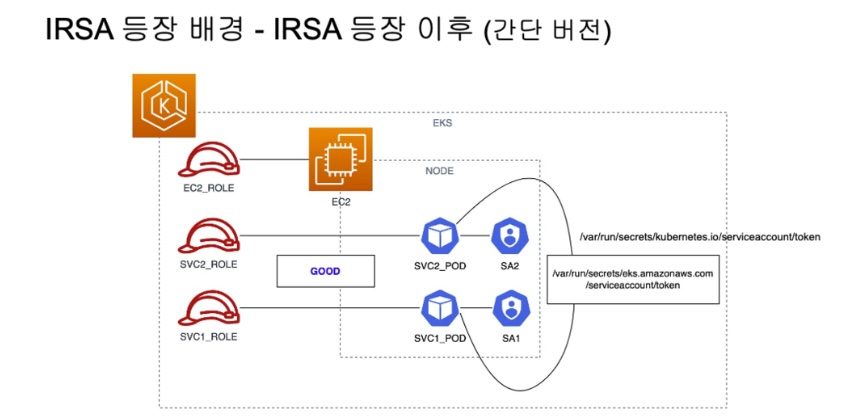 IRSA 등장 배경 - IRSA 등장 이후 (간단 버전)
K
EKS
NODE
EC2_ROLE
EC2
/var/run/secrets/kubernetes.io/serviceaccount/token
SVC2_ROLE
SVC2_POD
SA2
GOOD
/var/run/secrets/eks.amazonaws.com
/serviceaccount/token
SVC1_ROLE
SVC1_POD
SA1